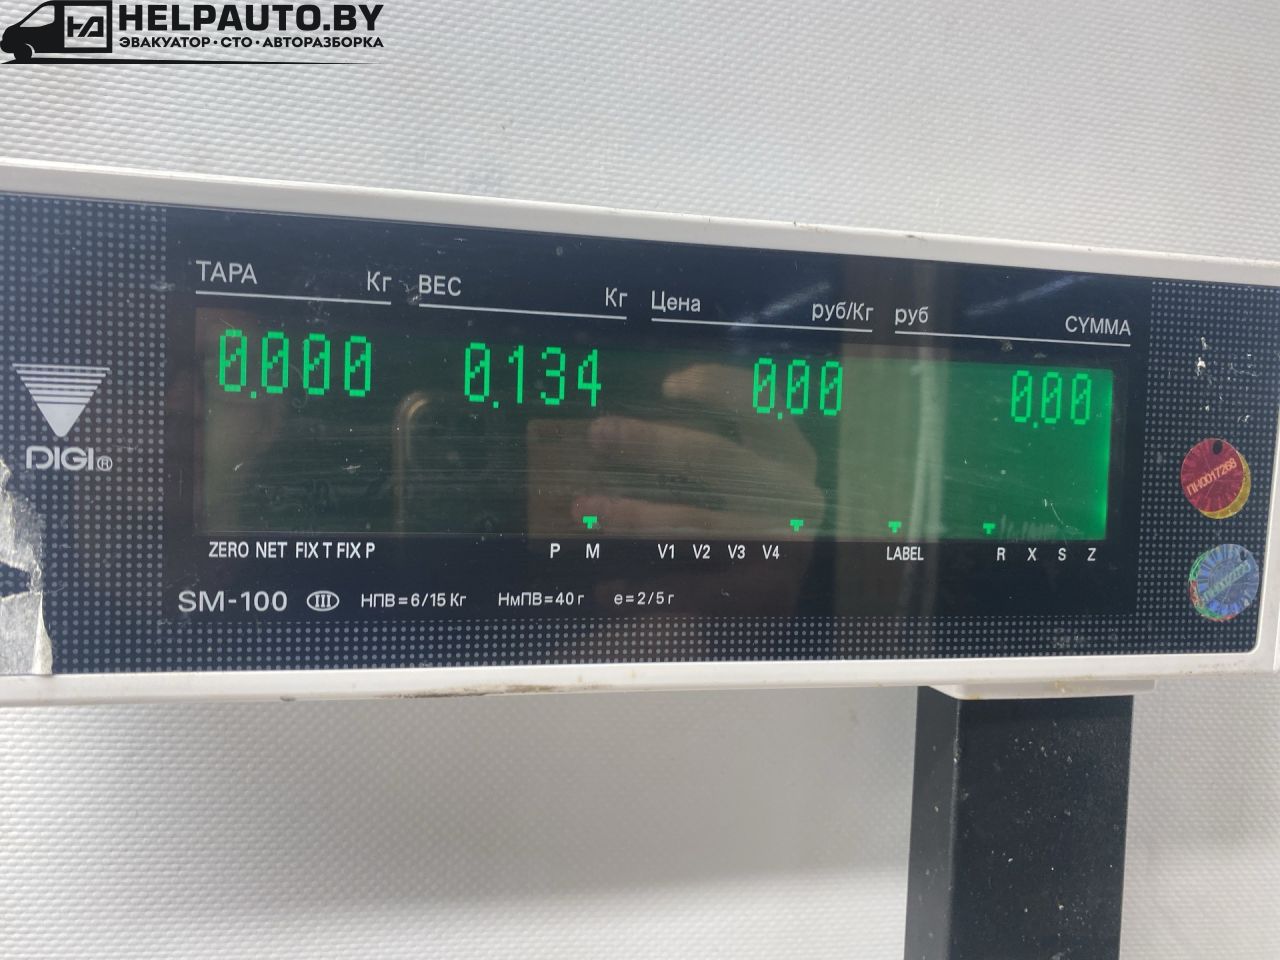 HELPAUTO.BY
ЭВАКУАТОР·СТО·АВТОРАЗБОРКА
ТАРА Кг ВЕС Кг Цена руб/Кг руб СУММА
0.000 0.134 0.00 0.00
DIGI®
ZERO NET FIX T FIX P P M V1 V2 V3 V4 LABEL R X S Z
SM-100 III НПВ=6/15 Кг НмПВ=40 г e=2/5 г
ПН0017268